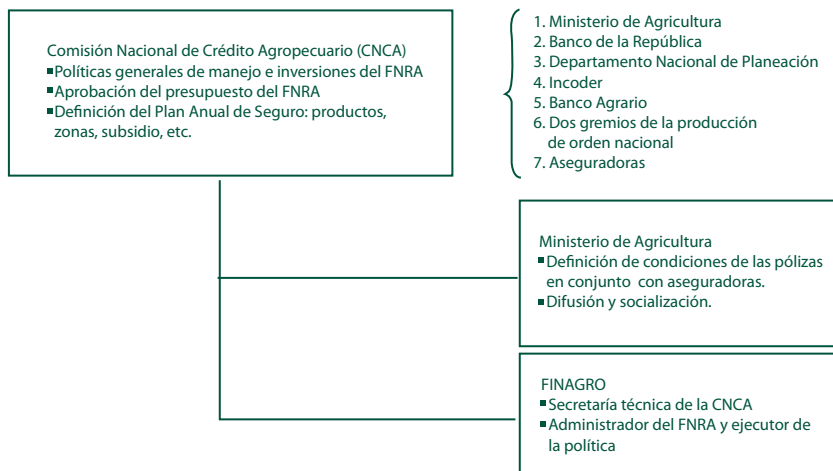 Comisión Nacional de Crédito Agropecuario (CNCA)
▪Políticas generales de manejo e inversiones del FNRA
▪Aprobación del presupuesto del FNRA
▪Definición del Plan Anual de Seguro: productos,
zonas, subsidio, etc.
1. Ministerio de Agricultura
2. Banco de la República
3. Departamento Nacional de Planeación
4. Incoder
5. Banco Agrario
6. Dos gremios de la producción
de orden nacional
7. Aseguradoras
Ministerio de Agricultura
▪Definición de condiciones de las pólizas
en conjunto con aseguradoras.
▪Difusión y socialización.
FINAGRO
▪Secretaría técnica de la CNCA
▪Administrador del FNRA y ejecutor de
la política